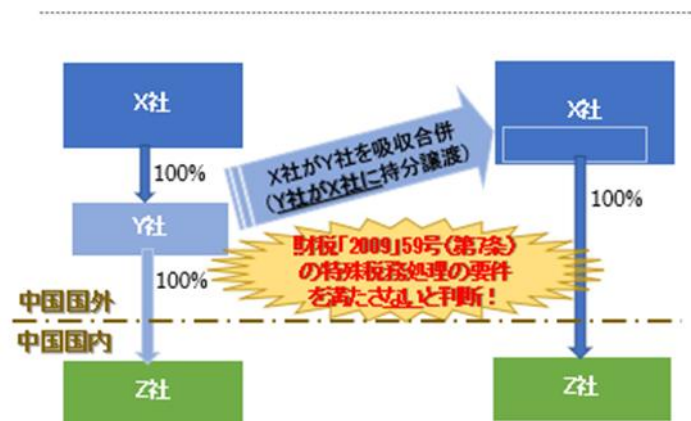 X社
100%
Y社
100%
X社がY社を吸収合併
(Y社がX社に持分譲渡)
X社
100%
財税「2009」59号(第7条)
の特殊税務処理の要件
を満たさないと判断！
中国国外
中国国内
Z社
Z社